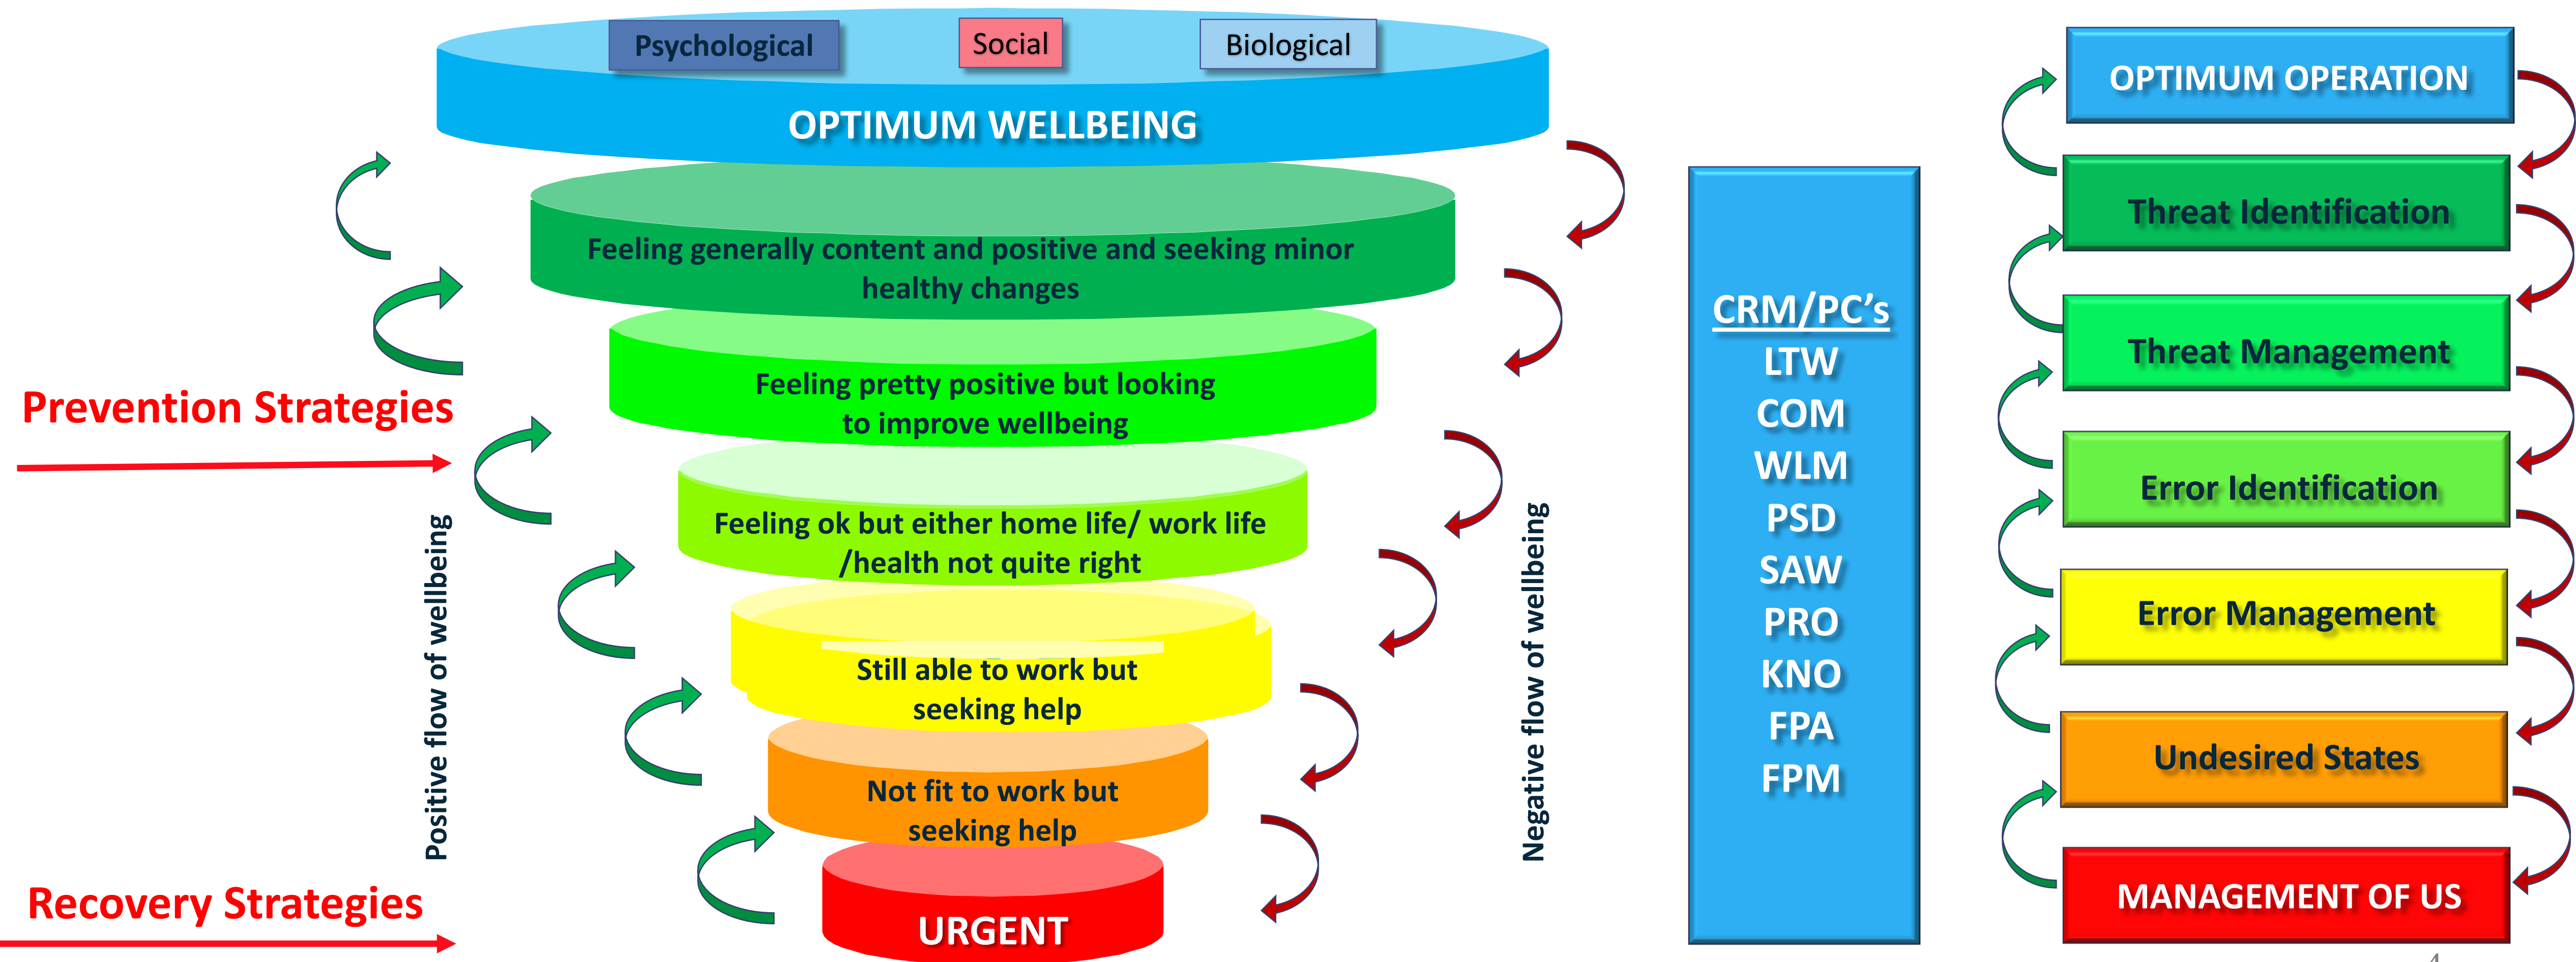 Psychological
Social
Biological
OPTIMUM WELLBEING
Feeling generally content and positive and seeking minor
healthy changes
Feeling pretty positive but looking
to improve wellbeing
Feeling ok but either home life/ work life
/health not quite right
Still able to work but
seeking help
Not fit to work but
seeking help
URGENT
Prevention Strategies
Recovery Strategies
Positive flow of wellbeing
Negative flow of wellbeing
CRM/PC’s
LTW
COM
WLM
PSD
SAW
PRO
KNO
FPA
FPM
OPTIMUM OPERATION
Threat Identification
Threat Management
Error Identification
Error Management
Undesired States
MANAGEMENT OF US